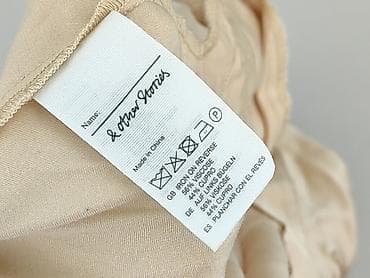 Name:
& other Stories
Made in China
P
GB IRON ON REVERSE
56% VISCOSE
44% CUPRO
DE AUF LINKS BÜGELN
56% VISKOSE
44% CUPRO
ES PLANCHAR CON EL REVES